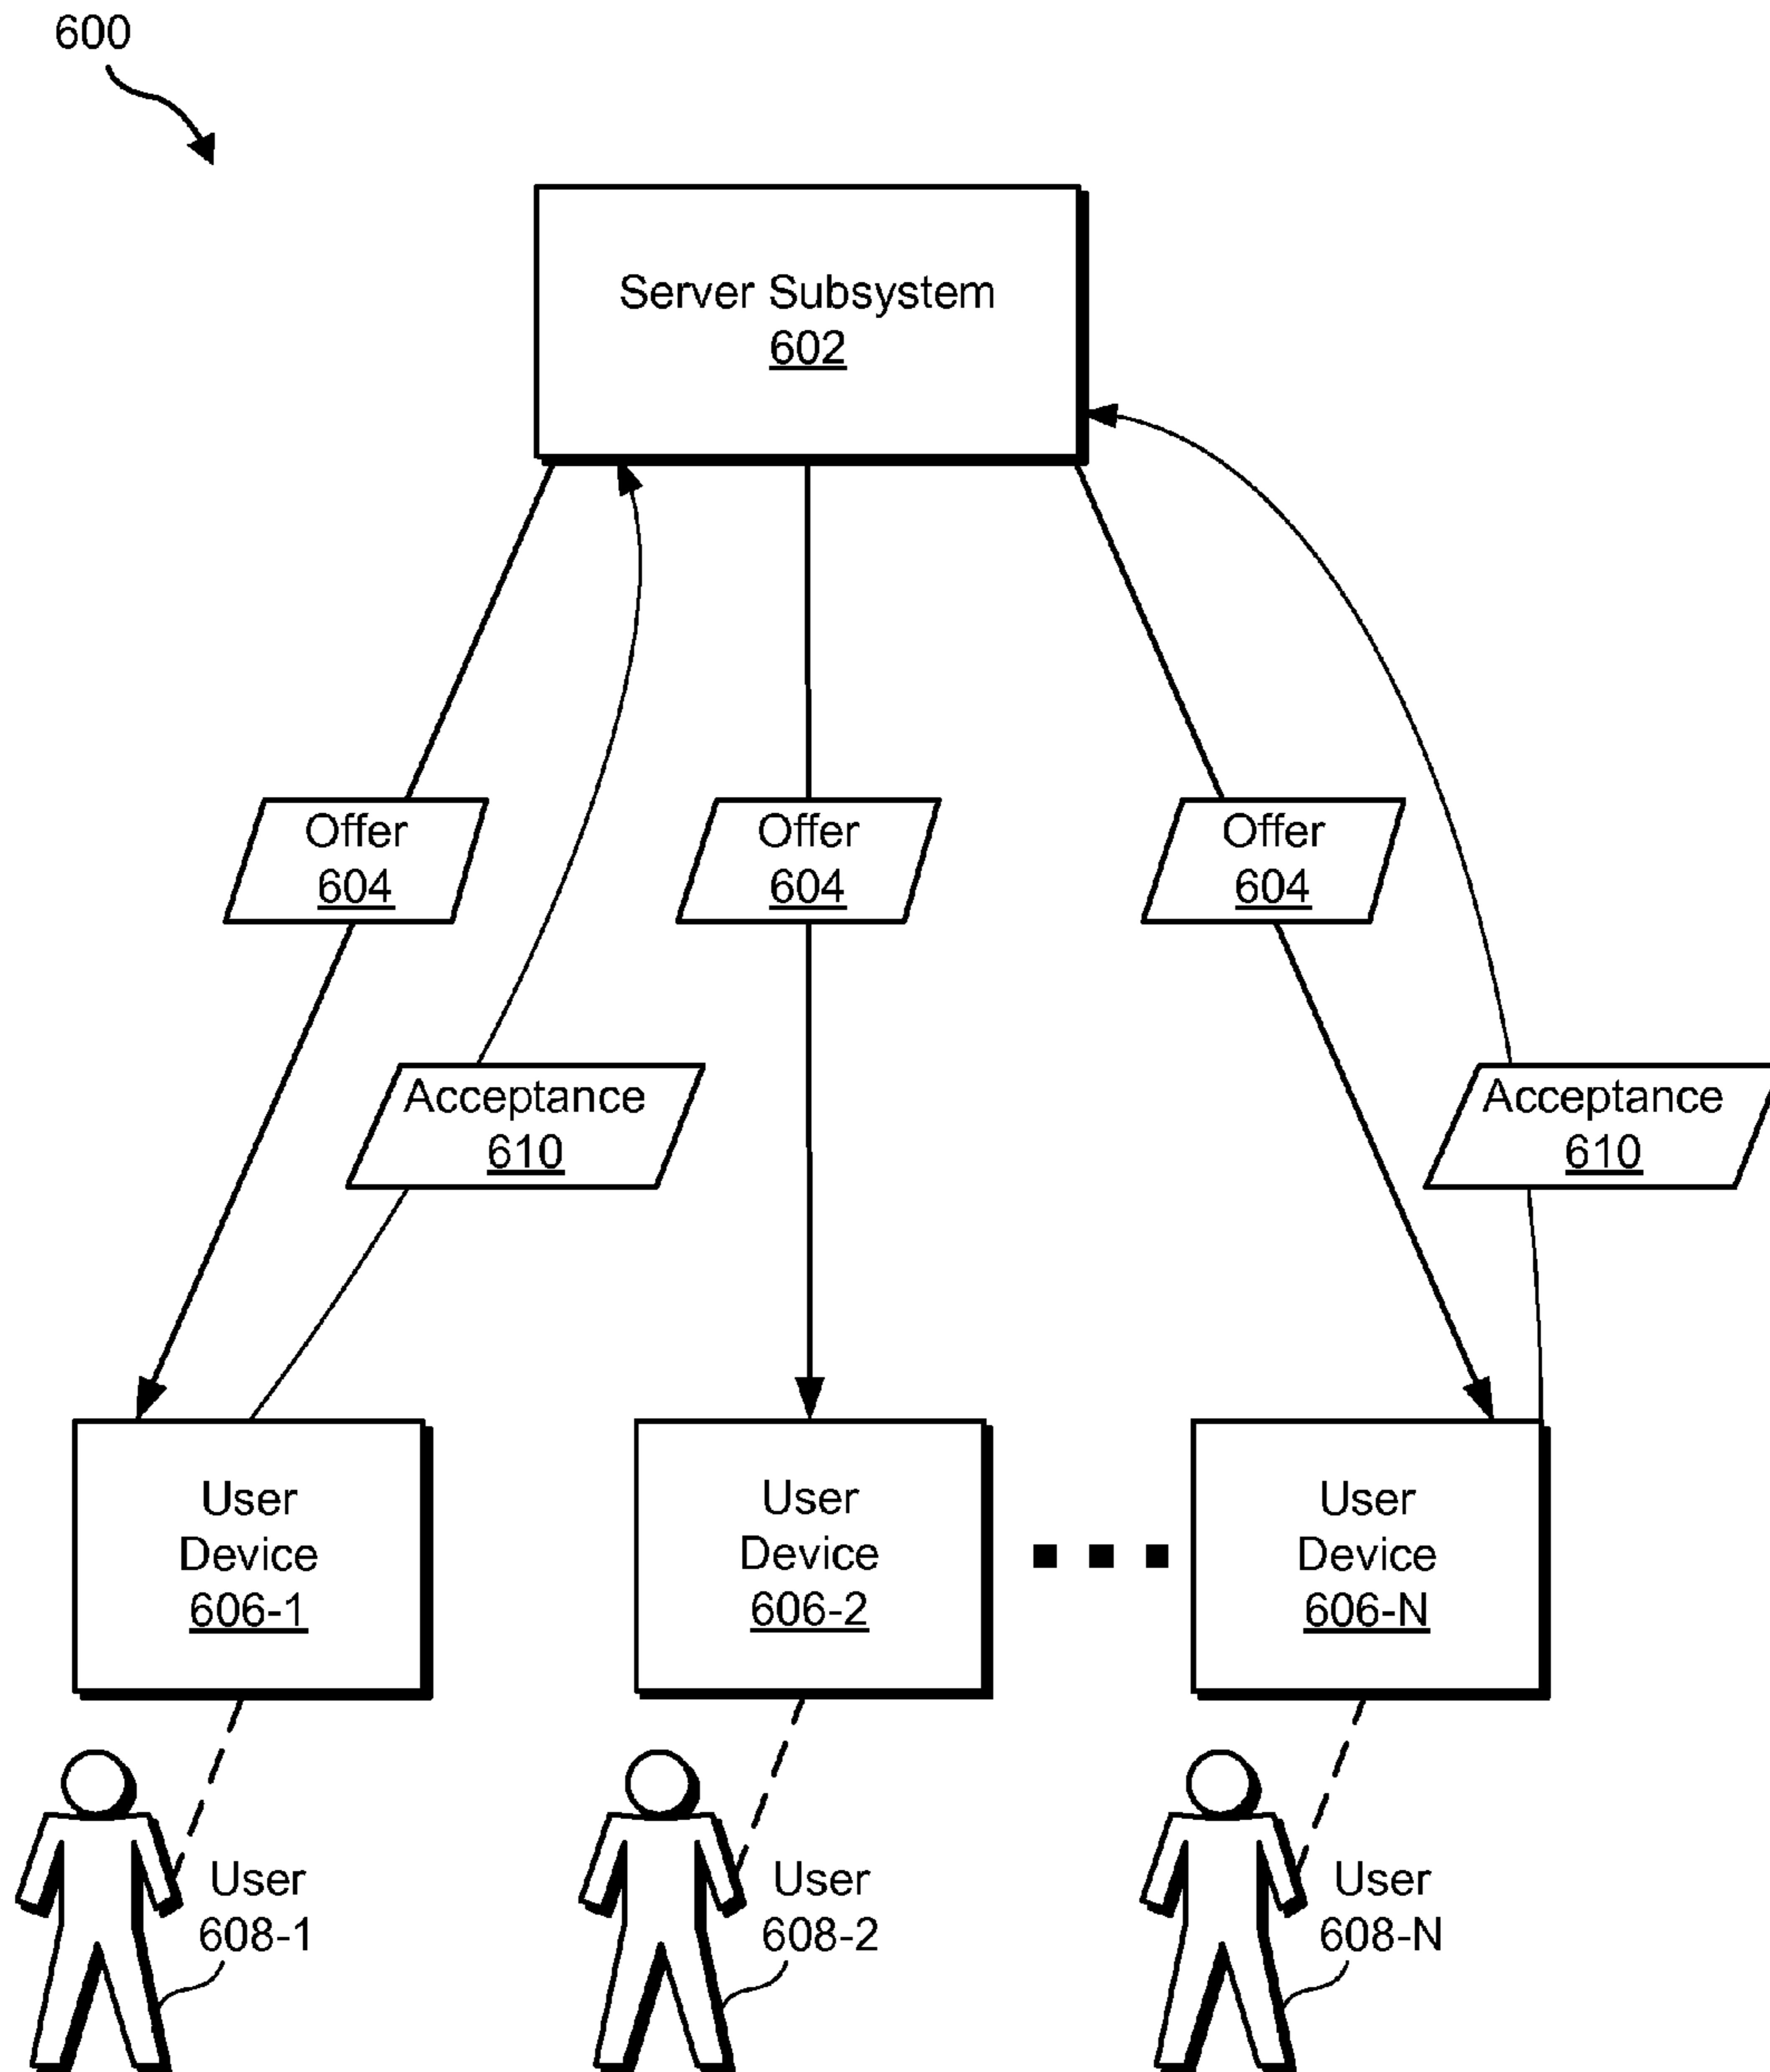 600
Server Subsystem
602
Offer
604
Offer
604
Offer
604
Acceptance
610
Acceptance
610
User
Device
606-1
User
Device
606-2
User
Device
606-N
User
608-1
User
608-2
User
608-N